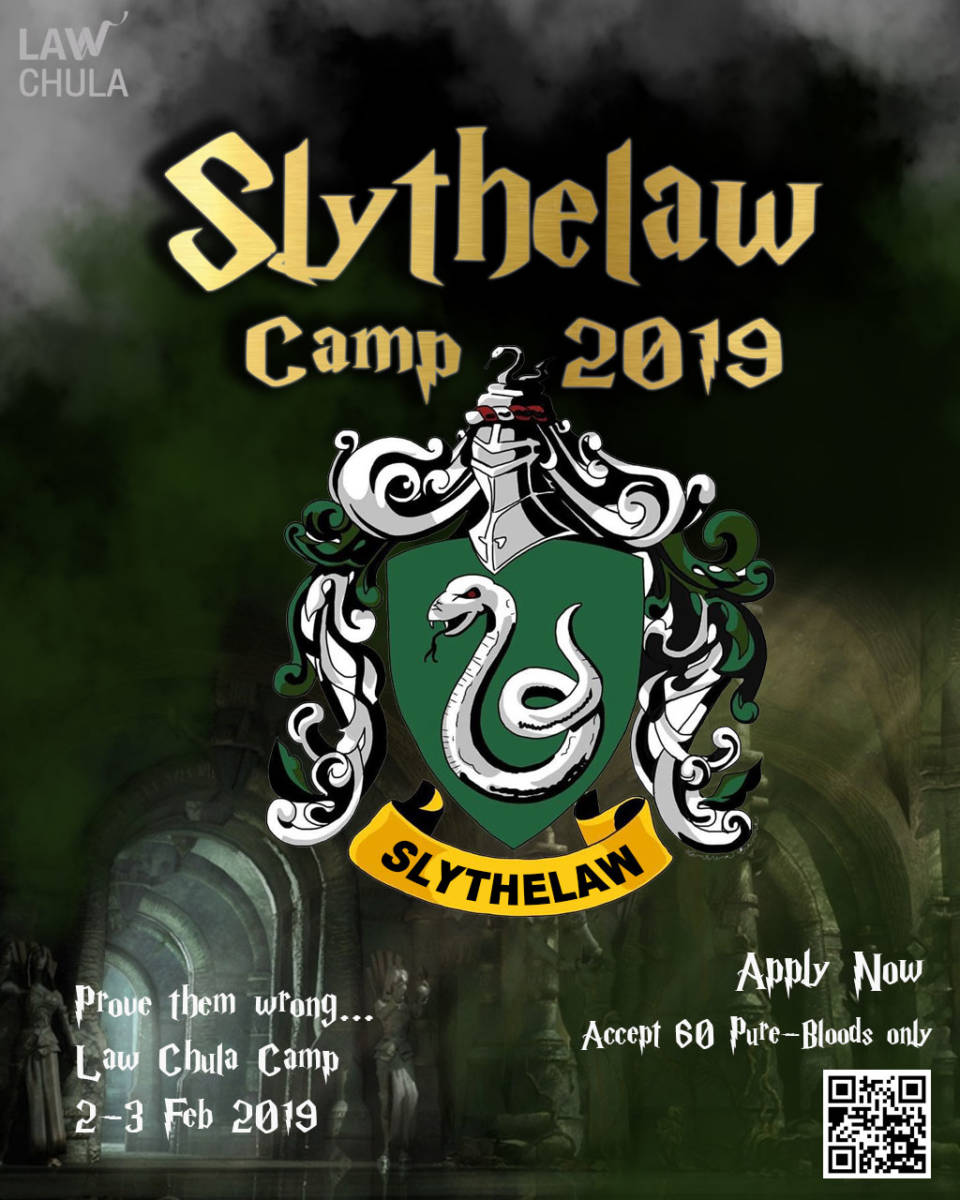 LAW
CHULA
Slythelaw
Camp 2019
SLYTHELAW
Prove them wrong...
Law Chula Camp
2-3 Feb 2019
Apply Now
Accept 60 Pure-Bloods only